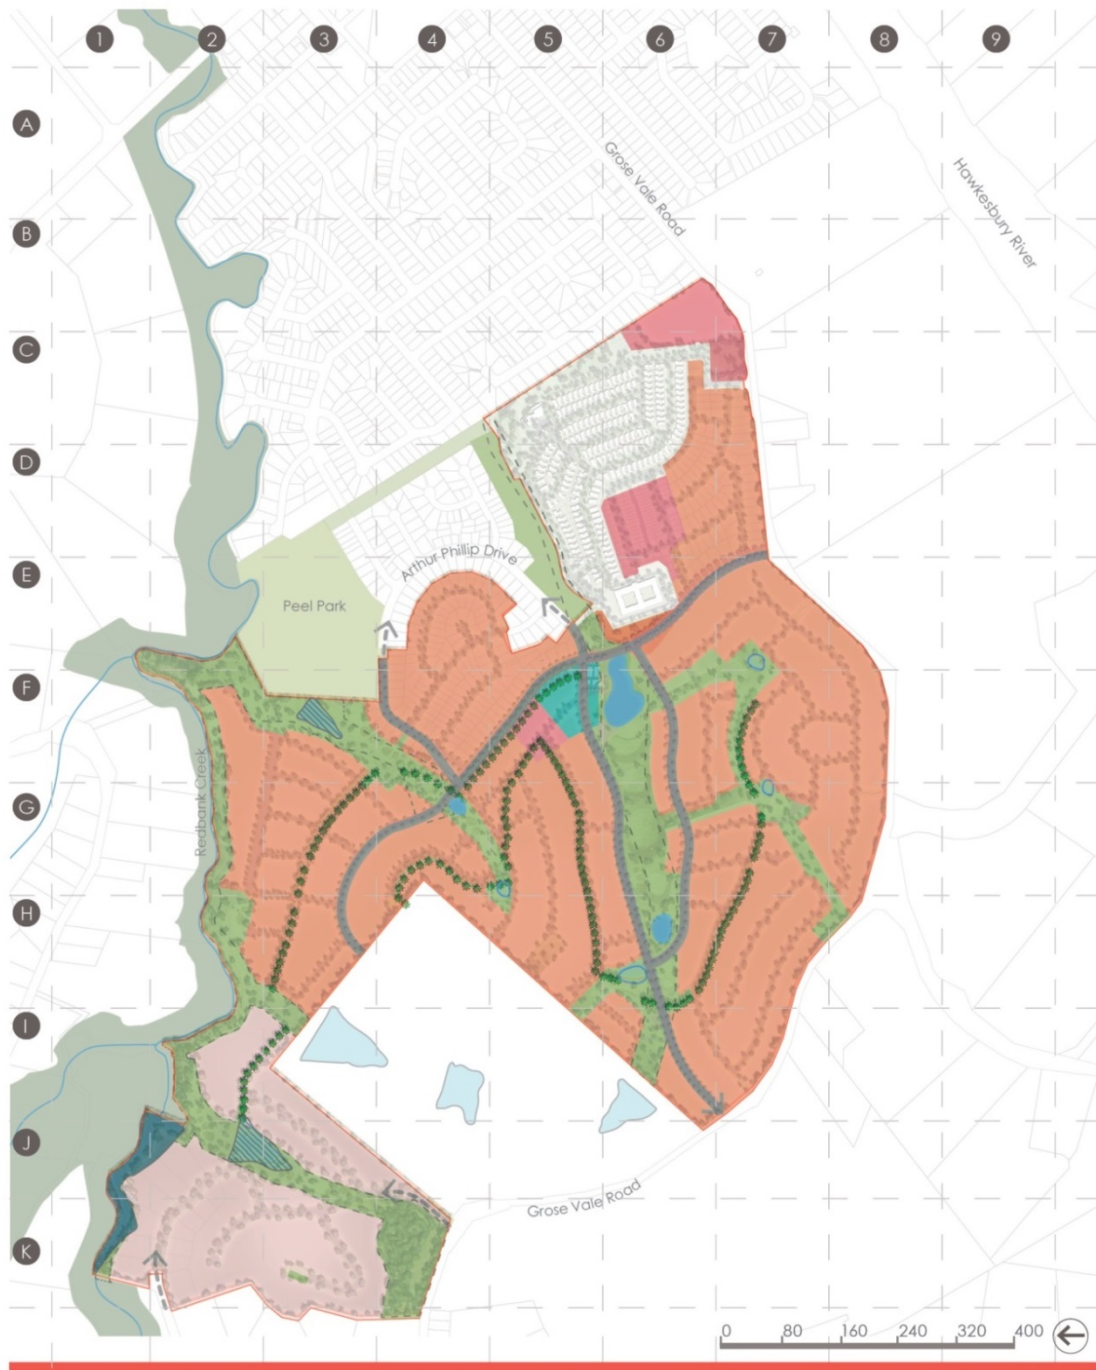 1 2 3 4 5 6 7 8 9
A
Grose Vale Road
Hawkesbury River
B
C
D
Arthur Phillip Drive
E
Peel Park
F
Redbank Creek
G
H
I
J
Grose Vale Road
K
0 80 160 240 320 400